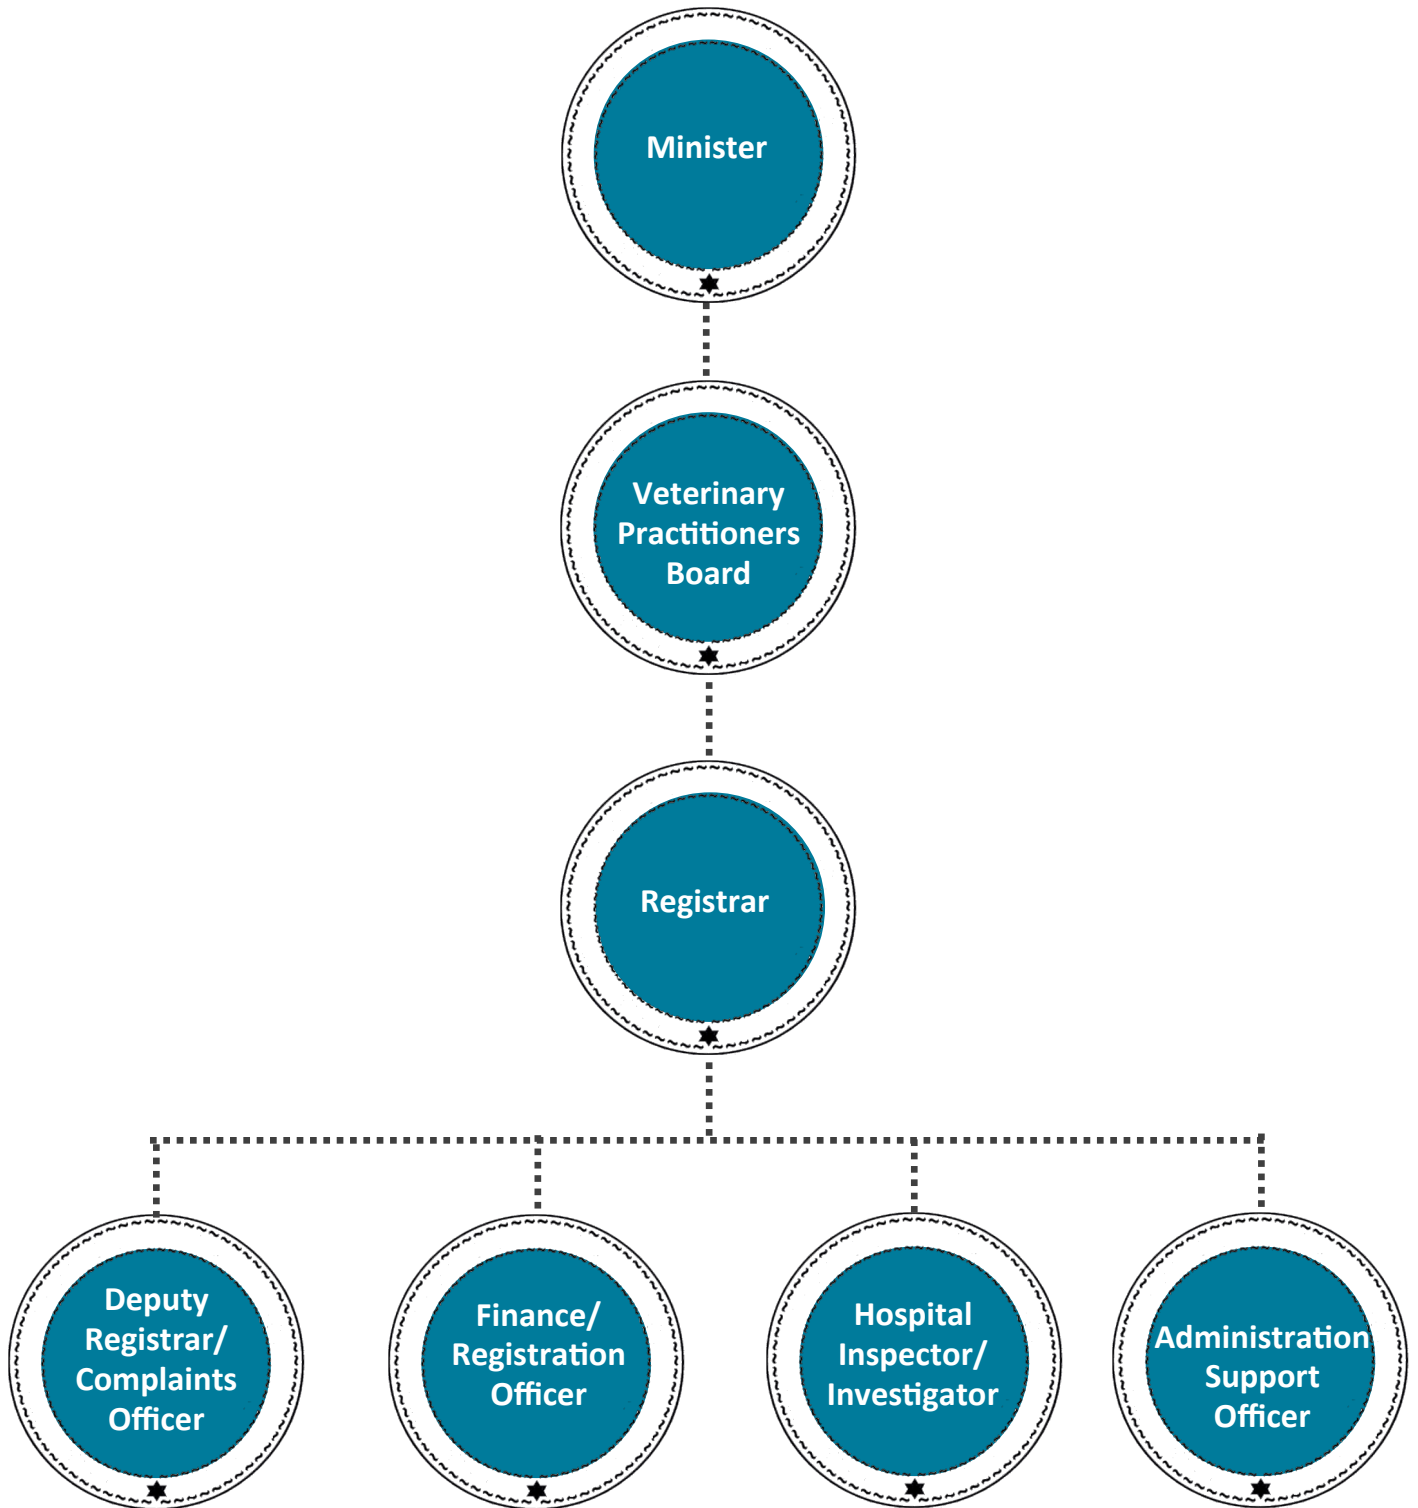 Minister
Veterinary
Practitioners
Board
Registrar
Deputy
Registrar/
Complaints
Officer
Finance/
Registration
Officer
Hospital
Inspector/
Investigator
Administration
Support
Officer